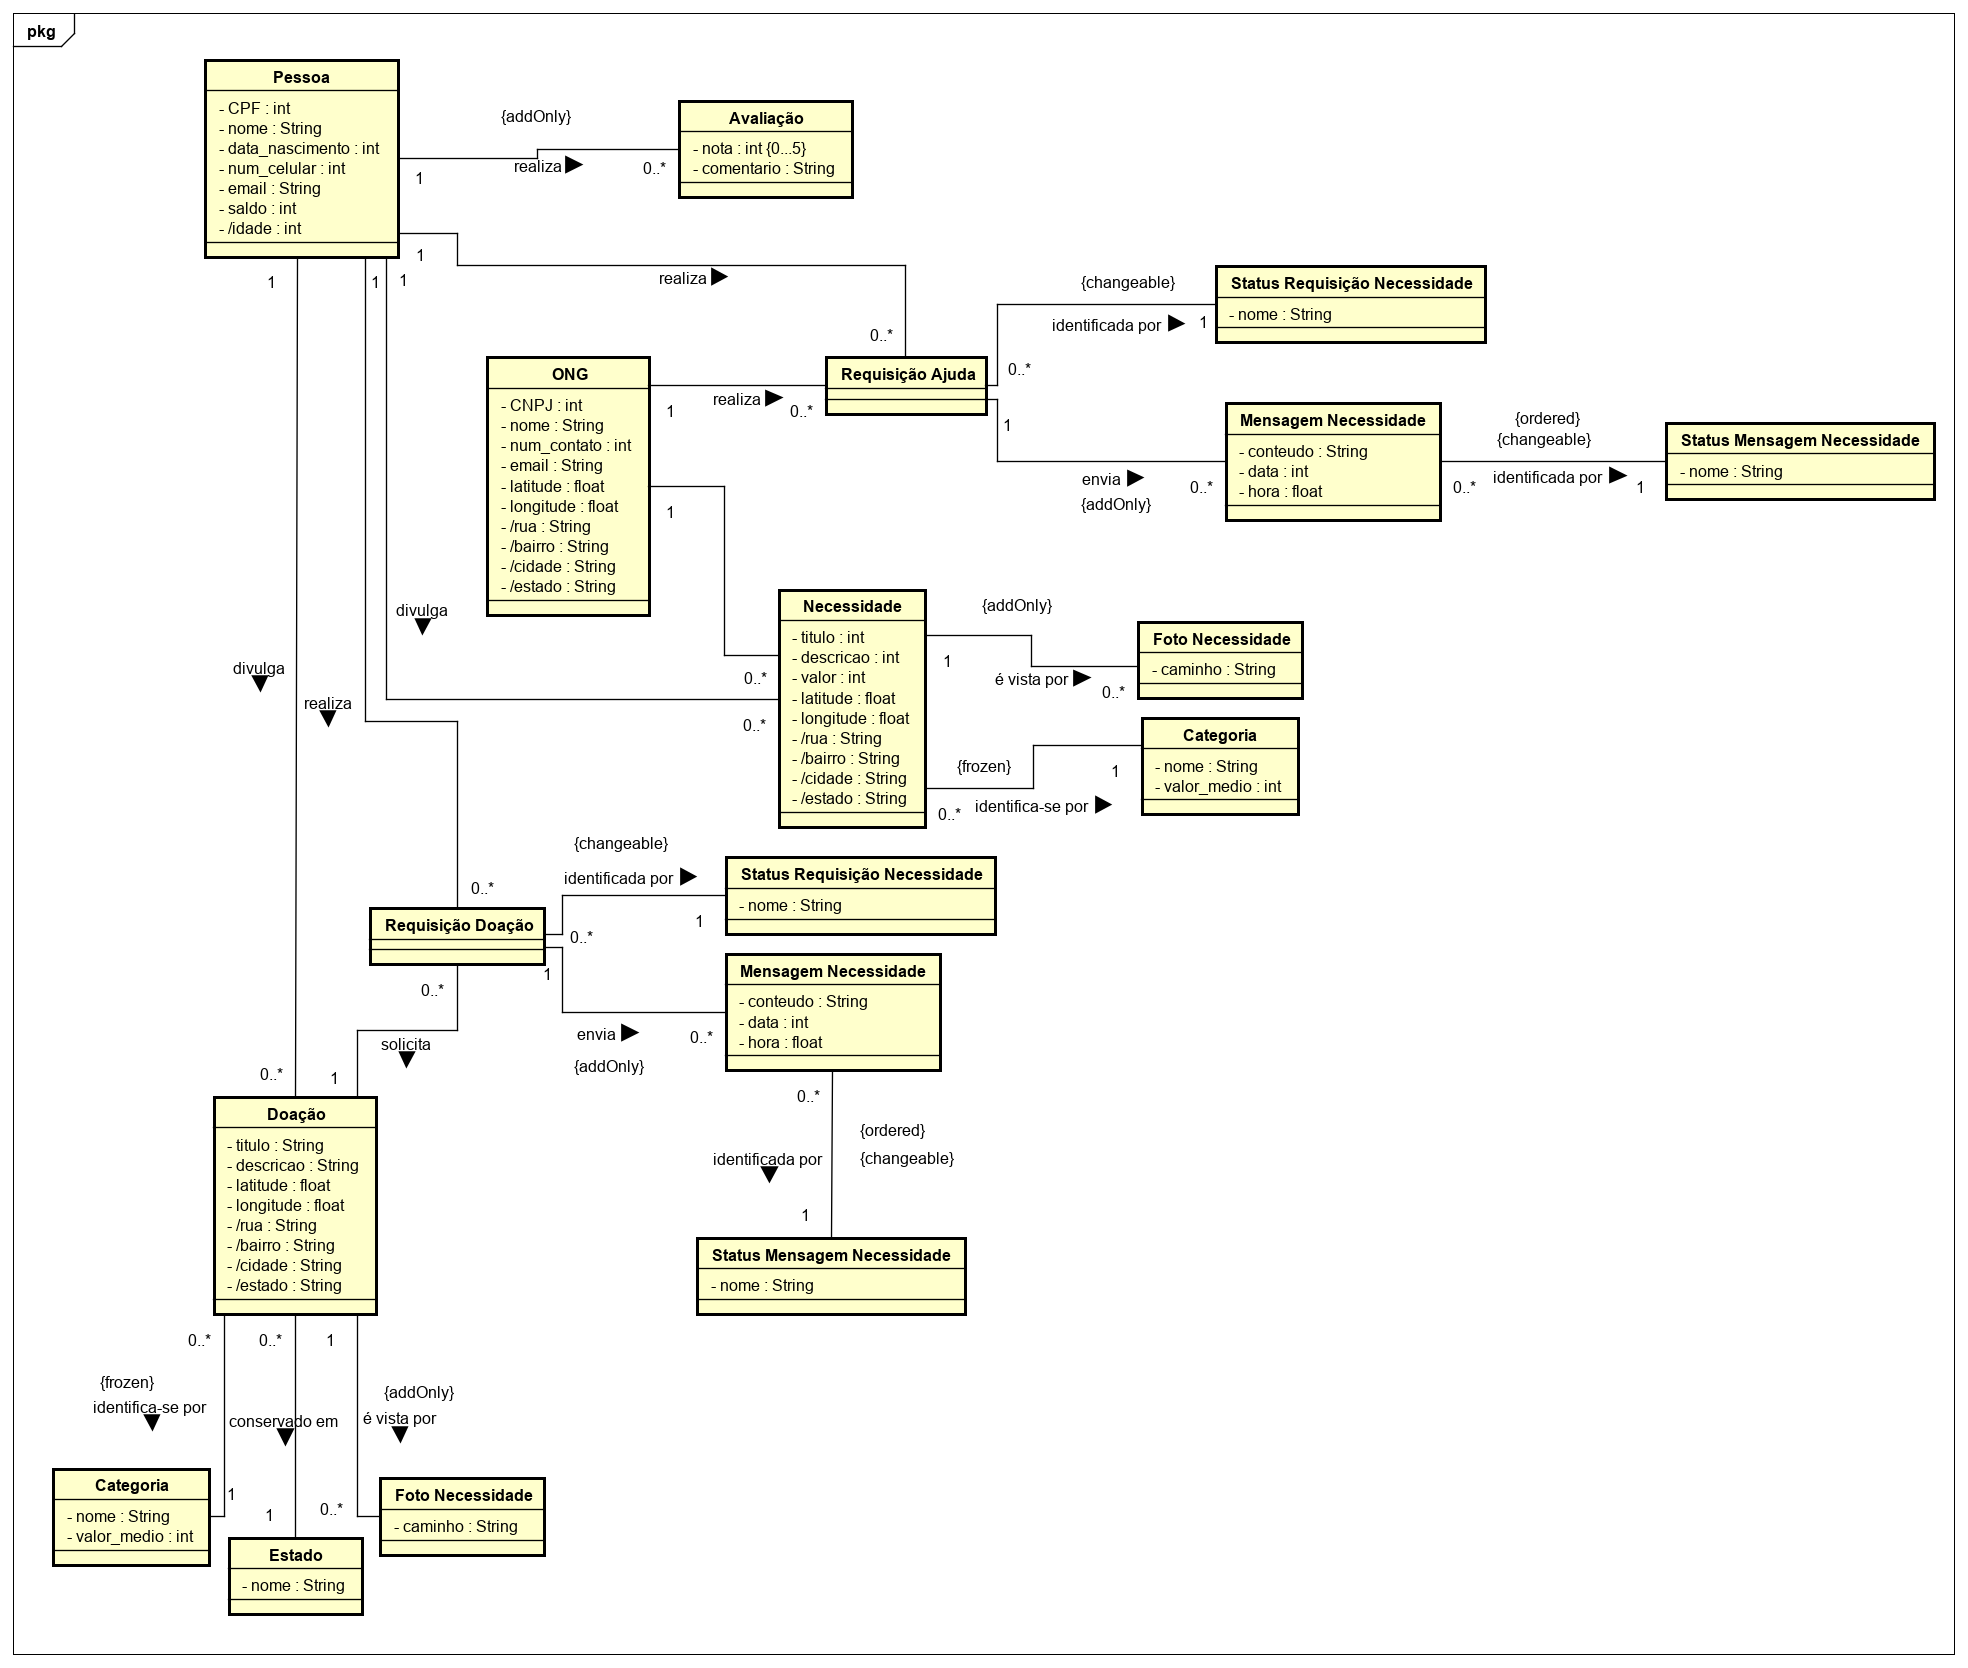 pkg
Pessoa
- CPF : int
- nome : String
- data_nascimento : int
- num_celular : int
- email : String
- saldo : int
- /idade : int
{addOnly}
realiza
1
0..*
Avaliação
- nota : int {0...5}
- comentario : String
1
realiza
0..*
1
1
1
{changeable}
identificada por
1
0..*
Status Requisição Necessidade
- nome : String
ONG
- CNPJ : int
- nome : String
- num_contato : int
- email : String
- latitude : float
- longitude : float
- /rua : String
- /bairro : String
- /cidade : String
- /estado : String
1
realiza
0..*
Requisição Ajuda
1
envia
{addOnly}
0..*
Mensagem Necessidade
- conteudo : String
- data : int
- hora : float
{ordered}
{changeable}
0..*
identificada por
1
Status Mensagem Necessidade
- nome : String
1
0..*
divulga
0..*
Necessidade
- titulo : int
- descricao : int
- valor : int
- latitude : float
- longitude : float
- /rua : String
- /bairro : String
- /cidade : String
- /estado : String
{addOnly}
1
é vista por
0..*
Foto Necessidade
- caminho : String
{frozen}
1
0..*
identifica-se por
Categoria
- nome : String
- valor_medio : int
divulga
realiza
0..*
Requisição Doação
{changeable}
identificada por
0..*
1
Status Requisição Necessidade
- nome : String
1
envia
{addOnly}
0..*
Mensagem Necessidade
- conteudo : String
- data : int
- hora : float
0..*
{ordered}
identificada por
{changeable}
1
Status Mensagem Necessidade
- nome : String
0..*
solicita
0..*
1
Doação
- titulo : String
- descricao : String
- latitude : float
- longitude : float
- /rua : String
- /bairro : String
- /cidade : String
- /estado : String
0..*
0..*
1
{frozen}
identifica-se por
conservado em
{addOnly}
é vista por
1
1
0..*
Categoria
- nome : String
- valor_medio : int
Estado
- nome : String
Foto Necessidade
- caminho : String